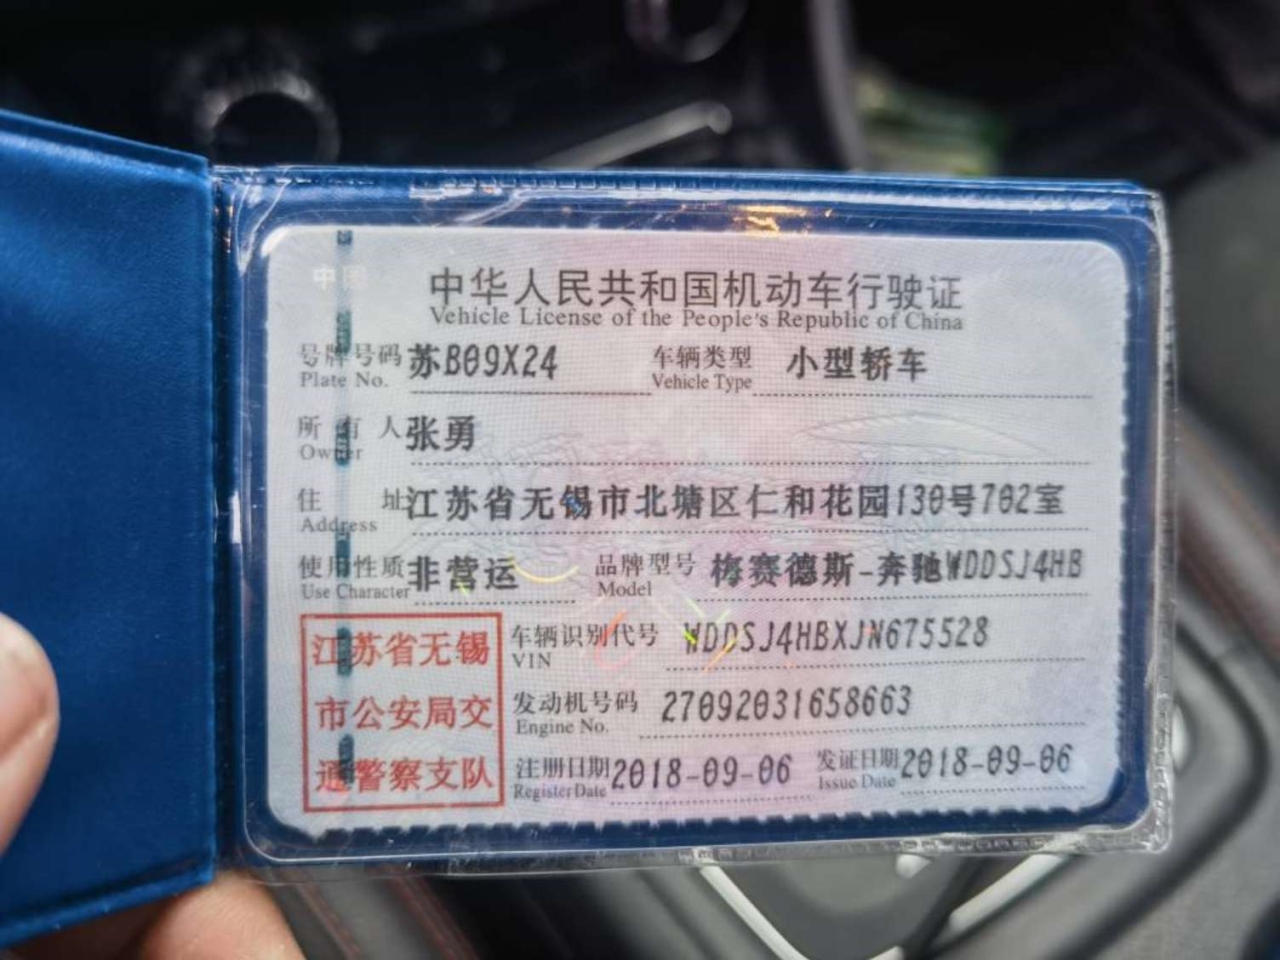 中国
中华人民共和国机动车行驶证
Vehicle License of the People's Republic of China
号牌号码 苏B09X24 车辆类型 小型轿车
Plate No. Vehicle Type
所有人 张勇
Owner
住址 江苏省无锡市北塘区仁和花园130号702室
Address
使用性质 非营运 品牌型号 梅赛德斯-奔驰WDDSJ4HB
Use Character Model
江苏省无锡 车辆识别代号 WDDSJ4HBXJN675528
VIN
市公安局交 发动机号码 27092031658663
Engine No.
通警察支队 注册日期 2018-09-06 发证日期 2018-09-06
Register Date Issue Date